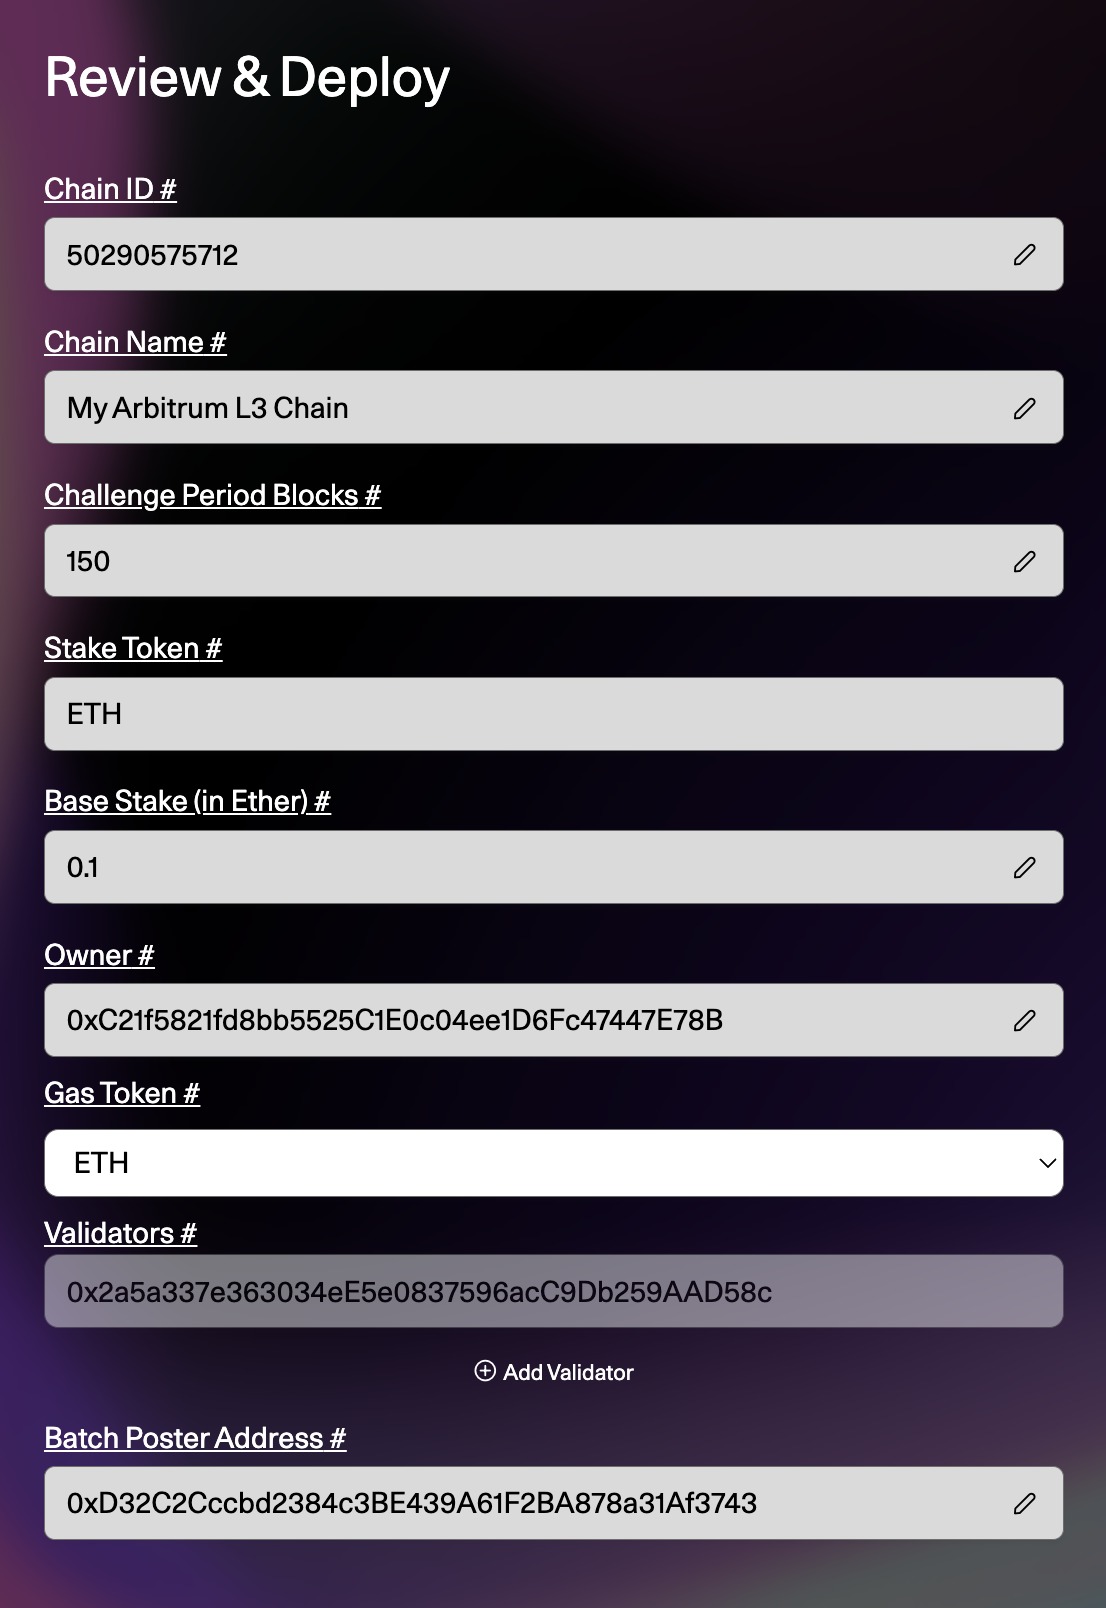 Review & Deploy
Chain ID #
50290575712
Chain Name #
My Arbitrum L3 Chain
Challenge Period Blocks #
150
Stake Token #
ETH
Base Stake (in Ether) #
0.1
Owner #
0xC21f5821fd8bb5525C1E0c04ee1D6Fc47447E78B
Gas Token #
ETH
Validators #
0x2a5a337e363034eE5e0837596acC9Db259AAD58c
Add Validator
Batch Poster Address #
0xD32C2Cccbd2384c3BE439A61F2BA878a31Af3743